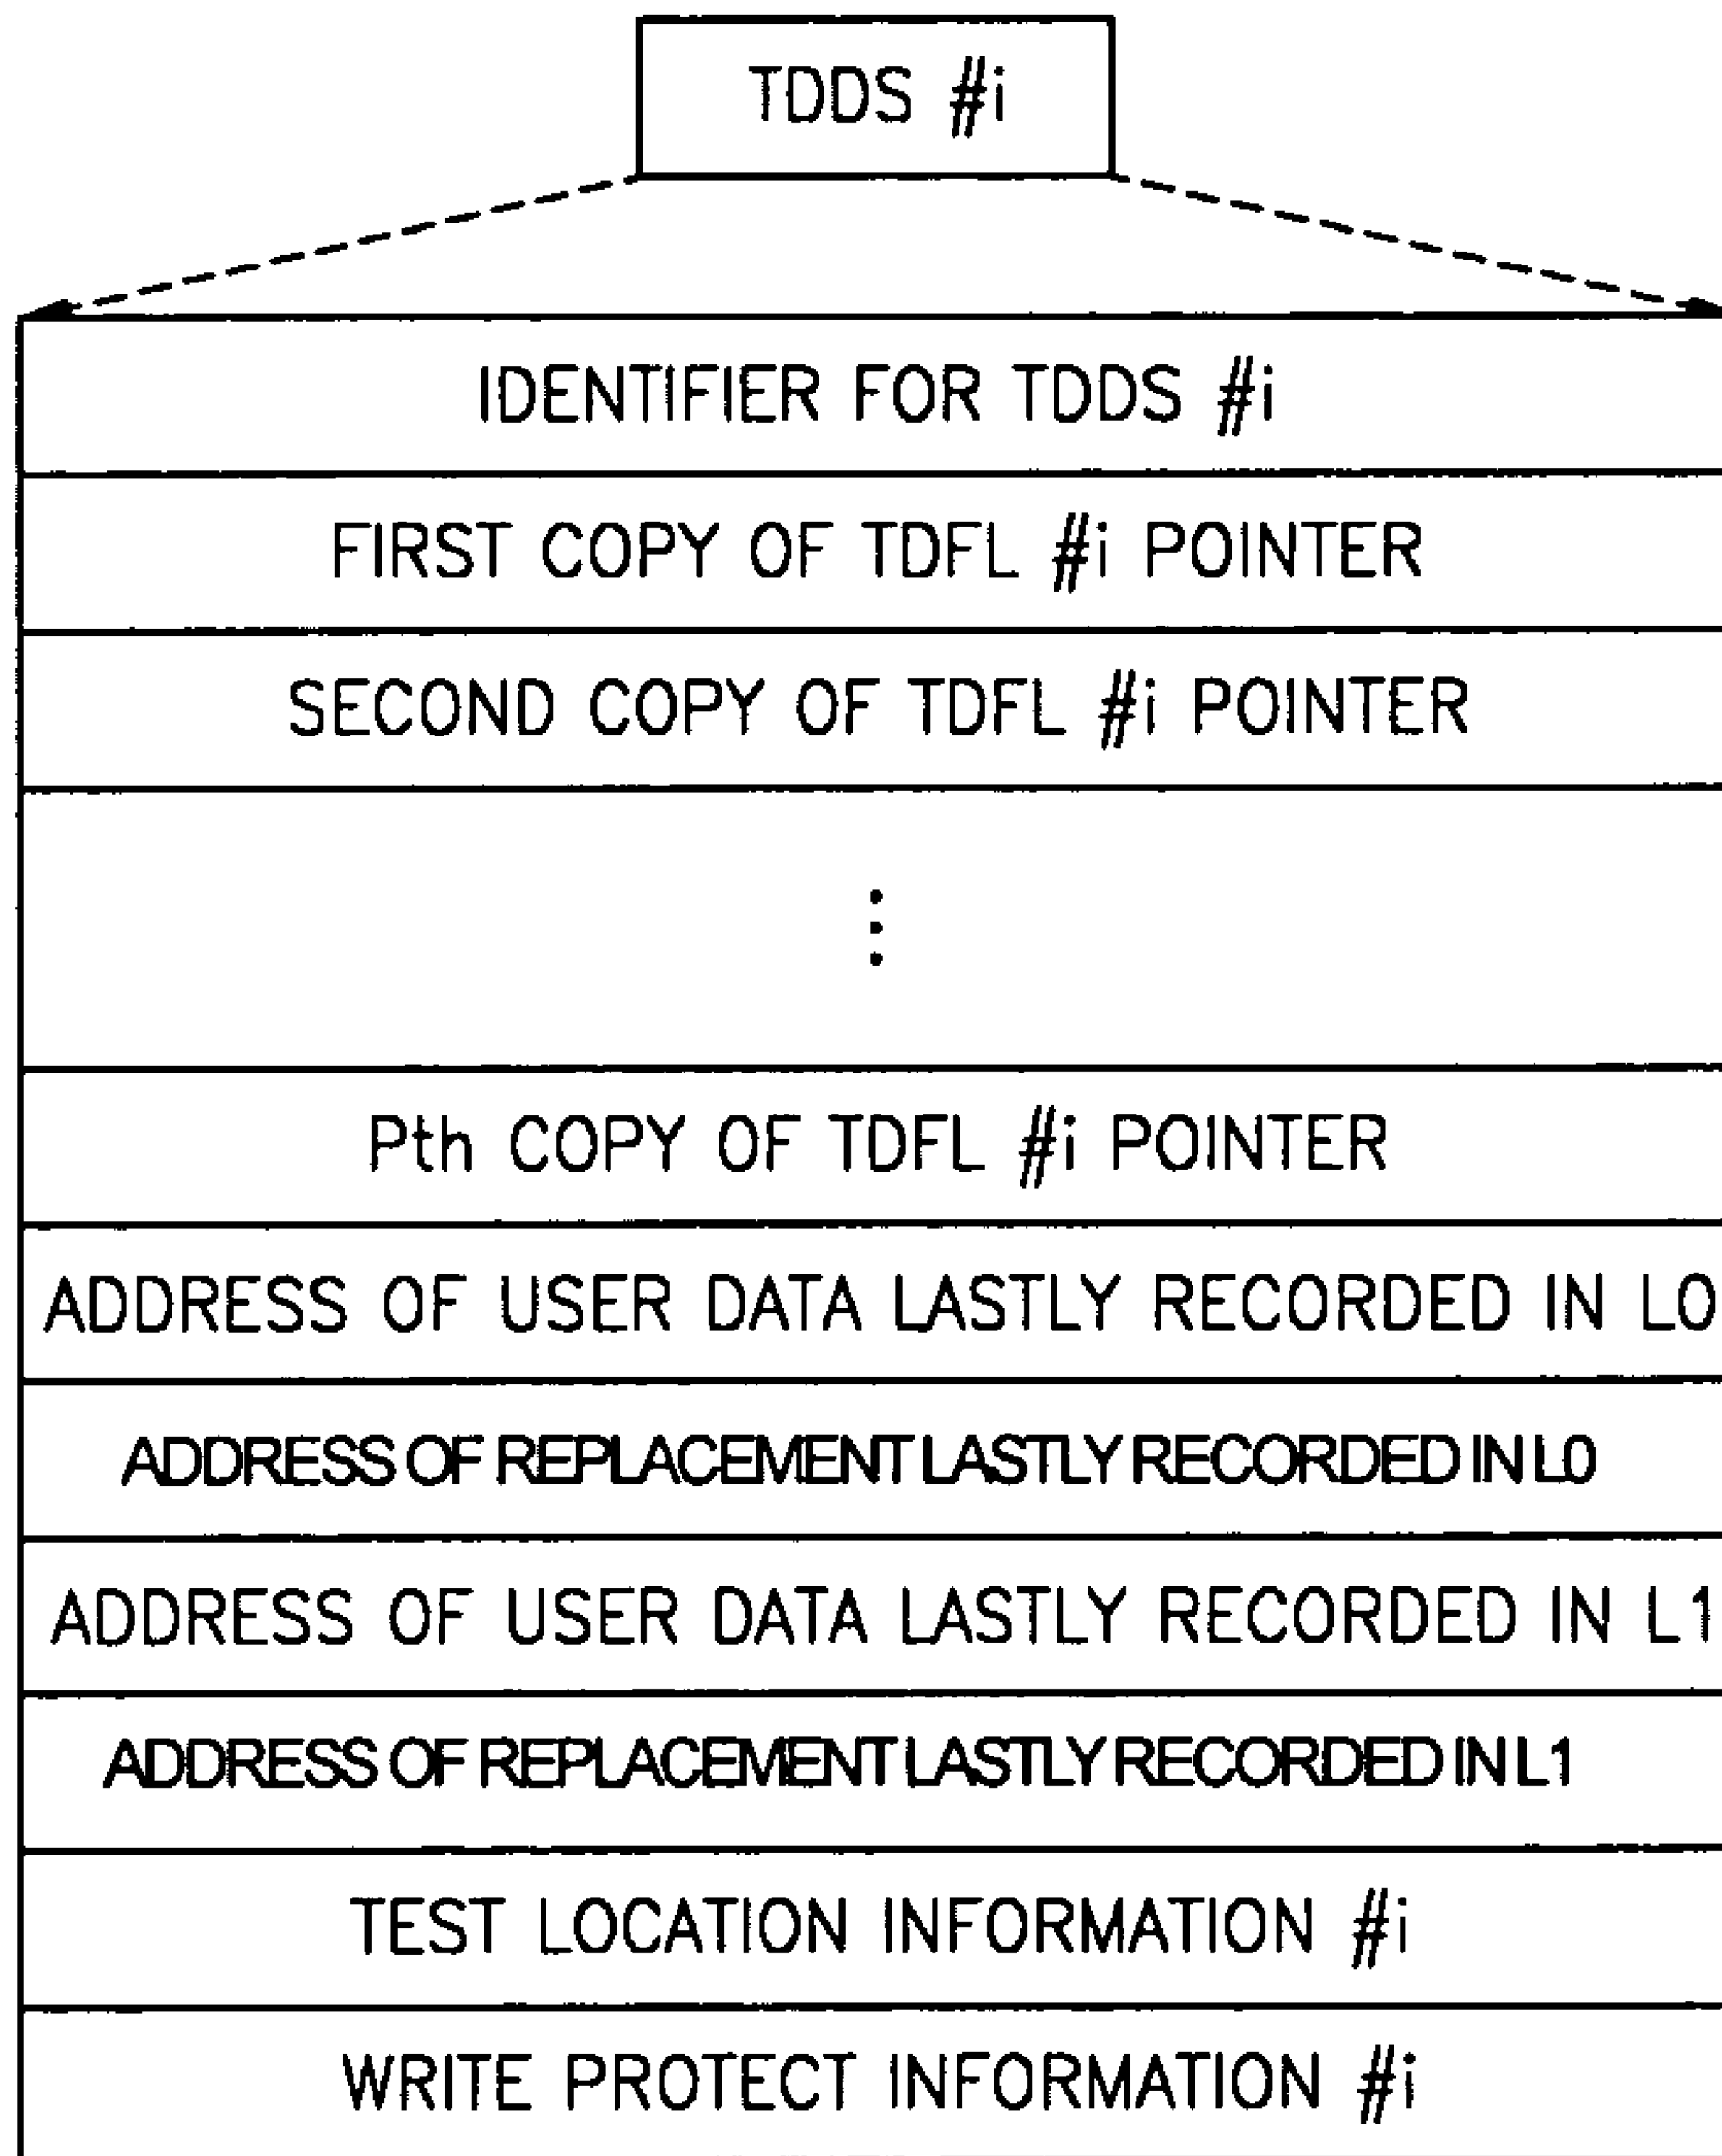 TDDS #i
IDENTIFIER FOR TDDS #i
FIRST COPY OF TDFL #i POINTER
SECOND COPY OF TDFL #i POINTER
⋮
Pth COPY OF TDFL #i POINTER
ADDRESS OF USER DATA LASTLY RECORDED IN L0
ADDRESS OF REPLACEMENT LASTLY RECORDED IN L0
ADDRESS OF USER DATA LASTLY RECORDED IN L1
ADDRESS OF REPLACEMENT LASTLY RECORDED IN L1
TEST LOCATION INFORMATION #i
WRITE PROTECT INFORMATION #i